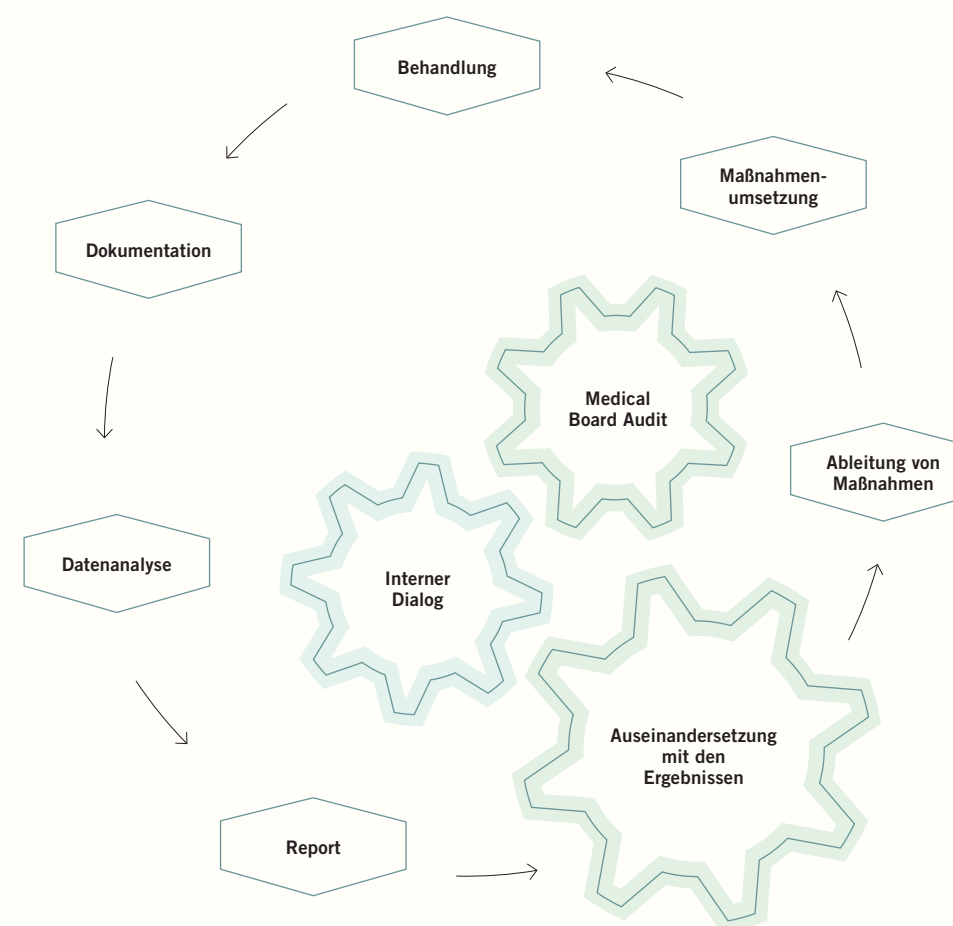 Behandlung
Maßnahmen-
umsetzung
Dokumentation
Medical
Board Audit
Ableitung von
Maßnahmen
Datenanalyse
Interner
Dialog
Auseinandersetzung
mit den
Ergebnissen
Report